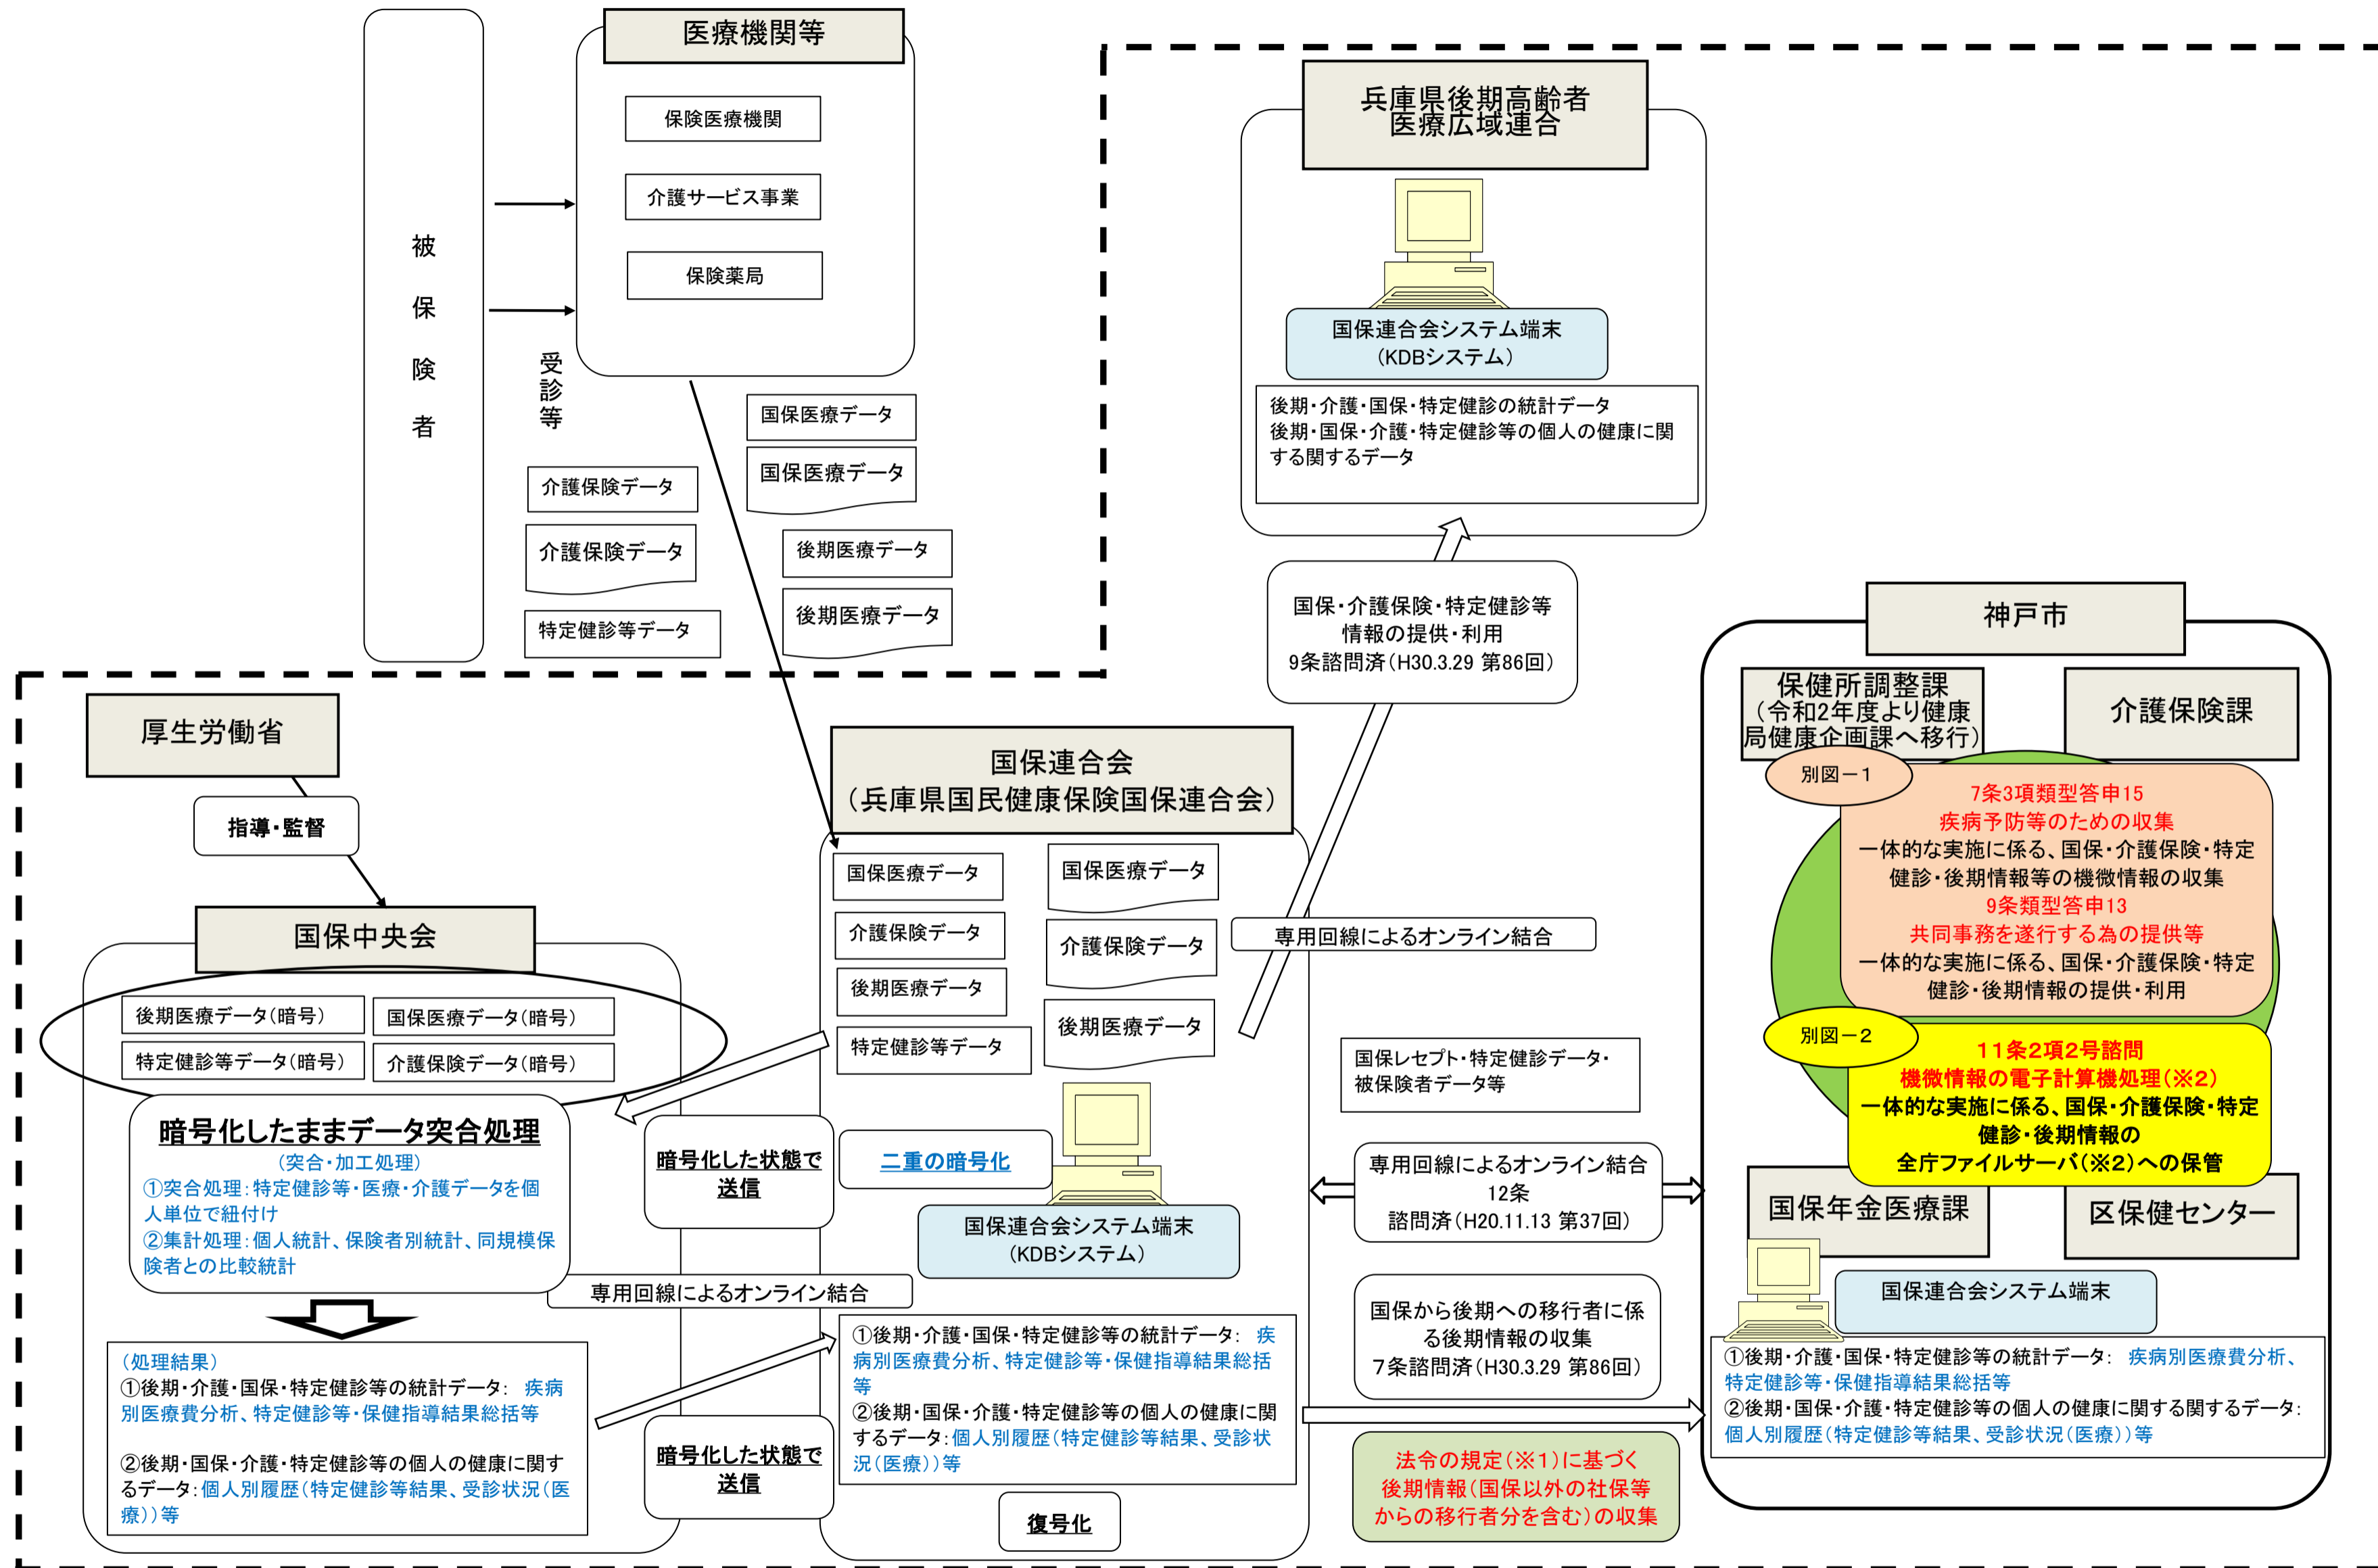 被
保
険
者
医療機関等
保険医療機関
介護サービス事業
保険薬局
受
診
等
国保医療データ
国保医療データ
介護保険データ
介護保険データ
後期医療データ
後期医療データ
特定健診等データ
兵庫県後期高齢者
医療広域連合
国保連合会システム端末
(KDBシステム)
後期・介護・国保・特定健診の統計データ
後期・国保・介護・特定健診等の個人の健康に関
する関するデータ
国保・介護保険・特定健診等
情報の提供・利用
9条諮問済(H30.3.29 第86回)
厚生労働省
指導・監督
国保中央会
後期医療データ(暗号)
国保医療データ(暗号)
特定健診等データ(暗号)
介護保険データ(暗号)
暗号化したままデータ突合処理
(突合・加工処理)
①突合処理:特定健診等・医療・介護データを個
人単位で紐付け
②集計処理:個人統計、保険者別統計、同規模保
険者との比較統計
(処理結果)
①後期・介護・国保・特定健診等の統計データ: 疾病
別医療費分析、特定健診等・保健指導結果総括等
②後期・国保・介護・特定健診等の個人の健康に関す
るデータ:個人別履歴(特定健診等結果、受診状況(医
療))等
暗号化した状態で
送信
専用回線によるオンライン結合
暗号化した状態で
送信
国保連合会
(兵庫県国民健康保険国保連合会)
国保医療データ
国保医療データ
介護保険データ
介護保険データ
後期医療データ
後期医療データ
特定健診等データ
二重の暗号化
国保連合会システム端末
(KDBシステム)
①後期・介護・国保・特定健診等の統計データ: 疾
病別医療費分析、特定健診等・保健指導結果総括
等
②後期・国保・介護・特定健診等の個人の健康に関
するデータ:個人別履歴(特定健診等結果、受診状
況(医療))等
復号化
専用回線によるオンライン結合
国保レセプト・特定健診データ・
被保険者データ等
専用回線によるオンライン結合
12条
諮問済(H20.11.13 第37回)
国保から後期への移行者に係
る後期情報の収集
7条諮問済(H30.3.29 第86回)
法令の規定(※1)に基づく
後期情報(国保以外の社保等
からの移行者分を含む)の収集
神戸市
保健所調整課
(令和2年度より健康
局健康企画課へ移行)
介護保険課
別図-1
7条3項類型答申15
疾病予防等のための収集
一体的な実施に係る、国保・介護保険・特定
健診・後期情報等の機微情報の収集
9条類型答申13
共同事務を遂行する為の提供等
一体的な実施に係る、国保・介護保険・特定
健診・後期情報の提供・利用
別図-2
11条2項2号諮問
機微情報の電子計算機処理(※2)
一体的な実施に係る、国保・介護保険・特定
健診・後期情報の
全庁ファイルサーバ(※2)への保管
国保年金医療課
区保健センター
国保連合会システム端末
①後期・介護・国保・特定健診等の統計データ: 疾病別医療費分析、
特定健診等・保健指導結果総括等
②後期・国保・介護・特定健診等の個人の健康に関する関するデータ:
個人別履歴(特定健診等結果、受診状況(医療))等